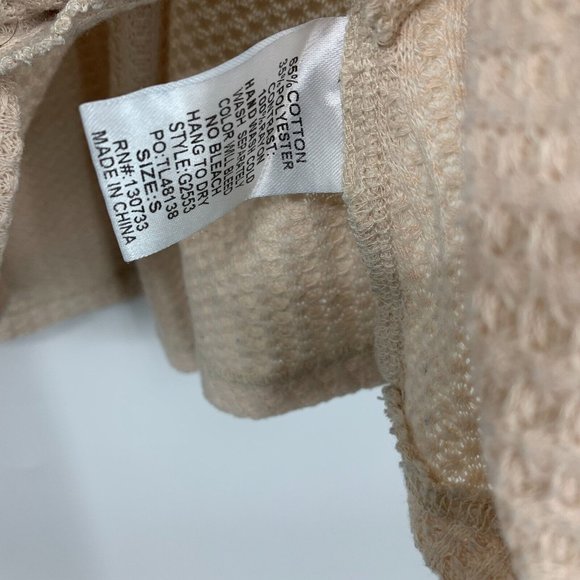 65% COTTON
35% POLYESTER
CONTRAST:
100% RAYON
HAND WASH COLD
WASH SEPARATELY
COLOR WILL BLEED
NO BLEACH
HANG TO DRY
STYLE: G2553
PO:TL48138
SIZE:S
RN#:130733
MADE IN CHINA